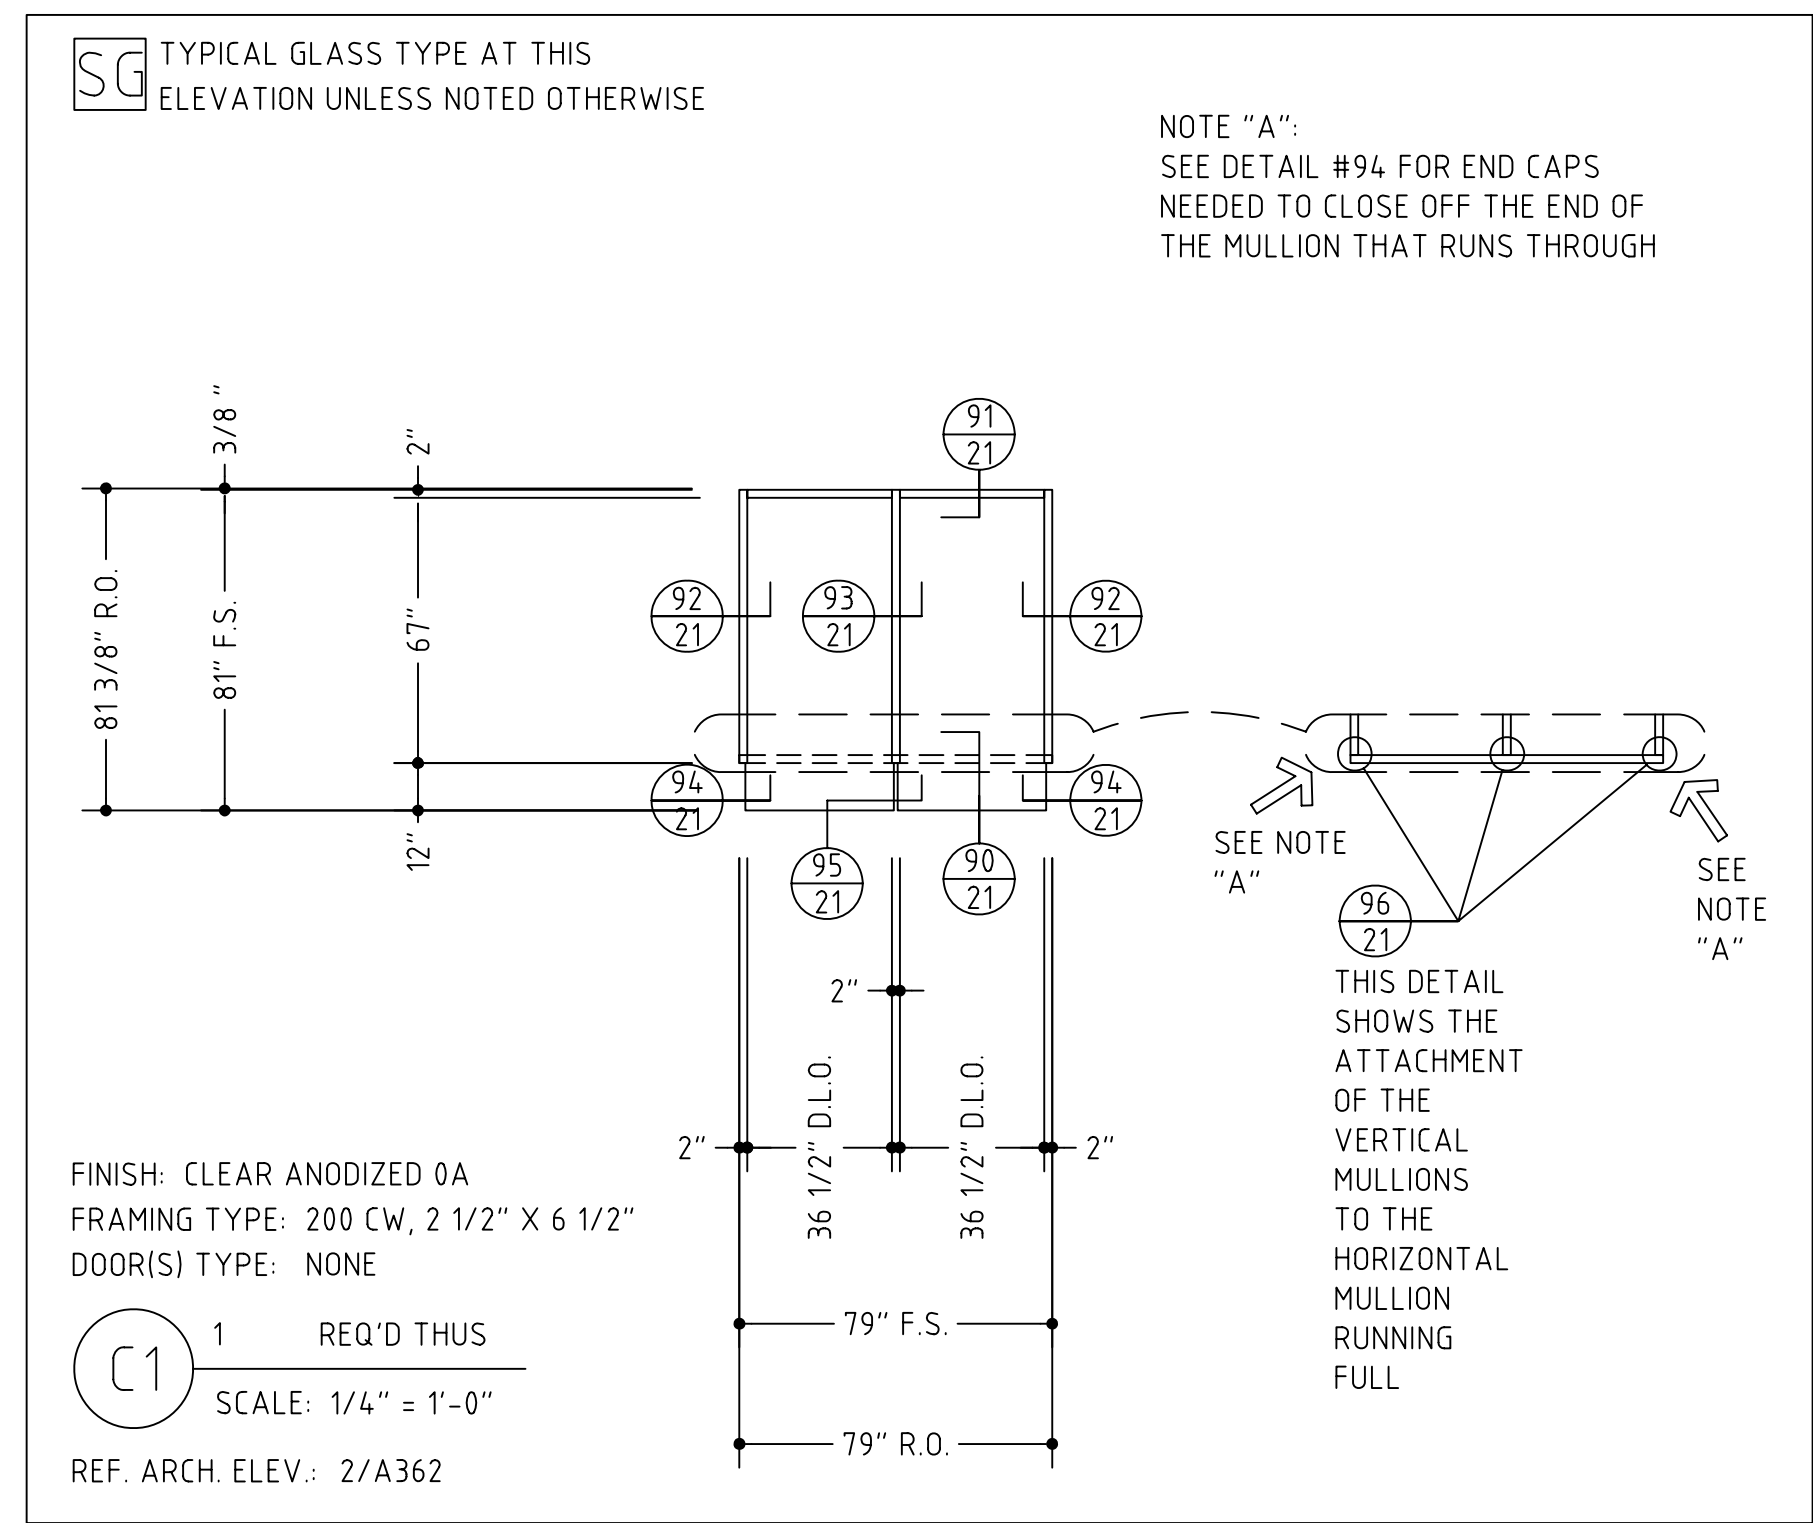 SG
TYPICAL GLASS TYPE AT THIS
ELEVATION UNLESS NOTED OTHERWISE
NOTE "A":
SEE DETAIL #94 FOR END CAPS
NEEDED TO CLOSE OFF THE END OF
THE MULLION THAT RUNS THROUGH
3/8"
2"
81 3/8" R.O.
81" F.S.
67"
12"
91
21
92
21
93
21
92
21
94
21
94
21
95
21
90
21
SEE NOTE
"A"
SEE
NOTE
"A"
96
21
THIS DETAIL
SHOWS THE
ATTACHMENT
OF THE
VERTICAL
MULLIONS
TO THE
HORIZONTAL
MULLION
RUNNING
FULL
2"
36 1/2" D.L.O.
36 1/2" D.L.O.
2"
2"
79" F.S.
79" R.O.
FINISH: CLEAR ANODIZED 0A
FRAMING TYPE: 200 CW, 2 1/2" X 6 1/2"
DOOR(S) TYPE: NONE
C1
1 REQ'D THUS
SCALE: 1/4" = 1'-0"
REF. ARCH. ELEV.: 2/A362